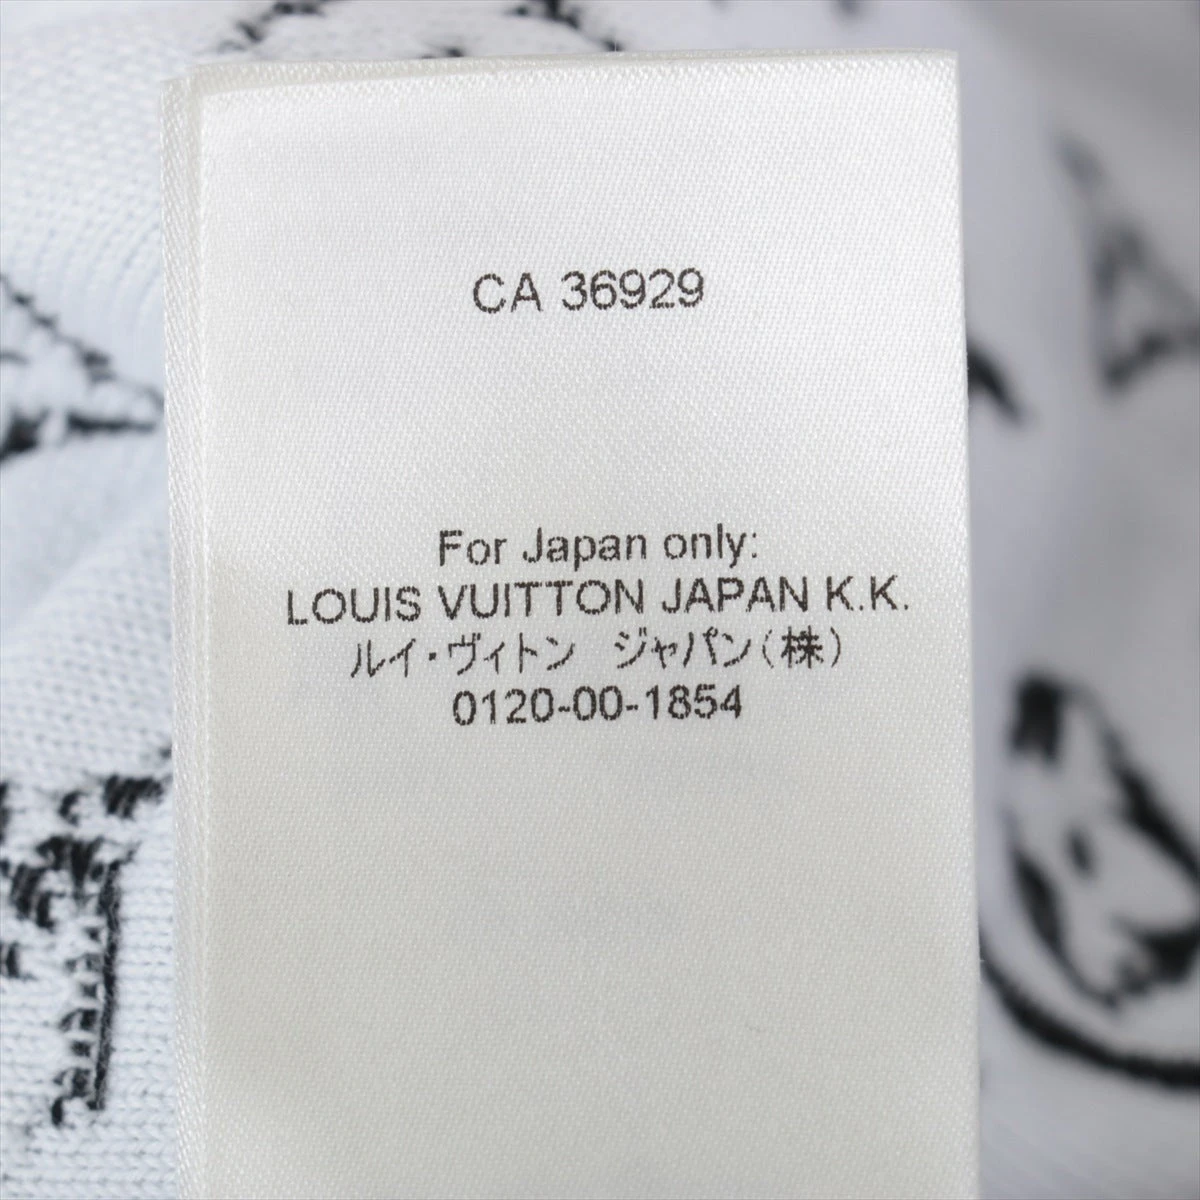 CA 36929
For Japan only:
LOUIS VUITTON JAPAN K.K.
ルイ・ヴィトン　ジャパン(株)
0120-00-1854